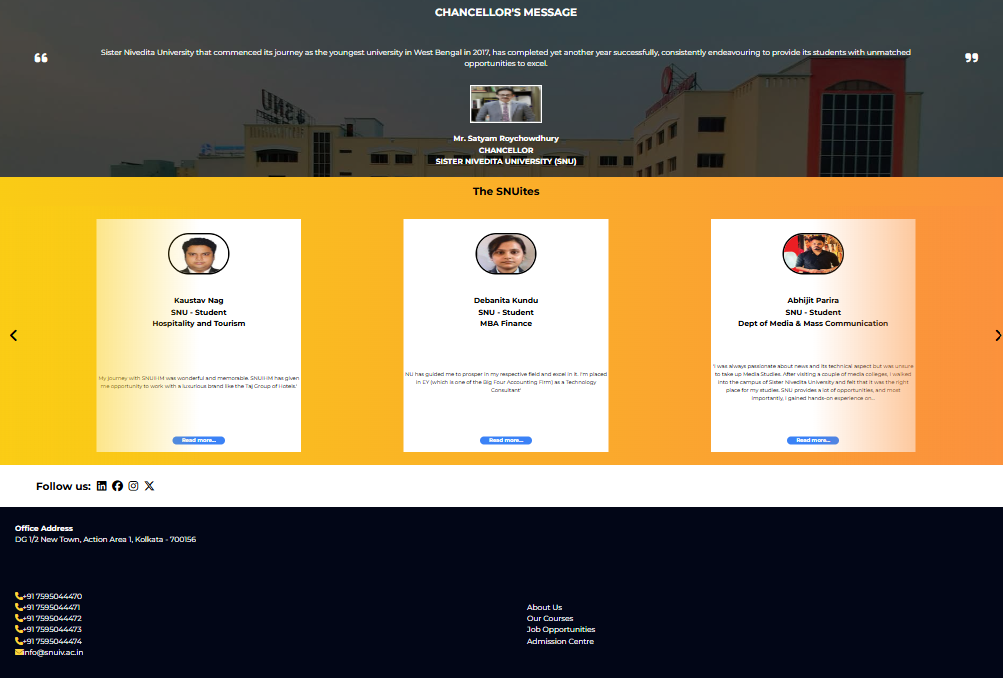 CHANCELLOR'S MESSAGE
Sister Nivedita University that commenced its journey as the youngest university in West Bengal in 2017, has completed yet another year successfully, consistently endeavouring to provide its students with unmatched
opportunities to excel.
SNU
Mr. Satyam Roychowdhury
CHANCELLOR
SISTER NIVEDITA UNIVERSITY (SNU)
The SNUites
Kaustav Nag
SNU - Student
Hospitality and Tourism
'My journey with SNUIHM was wonderful and memorable. SNUIHM has given
me opportunity to work with a luxurious brand like the Taj Group of Hotels.'
Read more...
Debanita Kundu
SNU - Student
MBA Finance
NU has guided me to prosper in my respective field and excel in it. I'm placed
in EY (which is one of the Big Four Accounting Firm) as a Technology
Consultant'
Read more...
Abhijit Parira
SNU - Student
Dept of Media & Mass Communication
'I was always passionate about news and its technical aspect but was unsure
to take up Media Studies. After visiting a couple of media colleges, I walked
into the campus of Sister Nivedita University and felt that it was the right
place for my studies. SNU provides a lot of opportunities, and most
importantly, I gained hands-on experience on...
Read more...
Follow us:
Office Address
DG 1/2 New Town, Action Area 1, Kolkata - 700156
+91 7595044470
+91 7595044471
+91 7595044472
+91 7595044473
+91 7595044474
info@snuiv.ac.in
About Us
Our Courses
Job Opportunities
Admission Centre